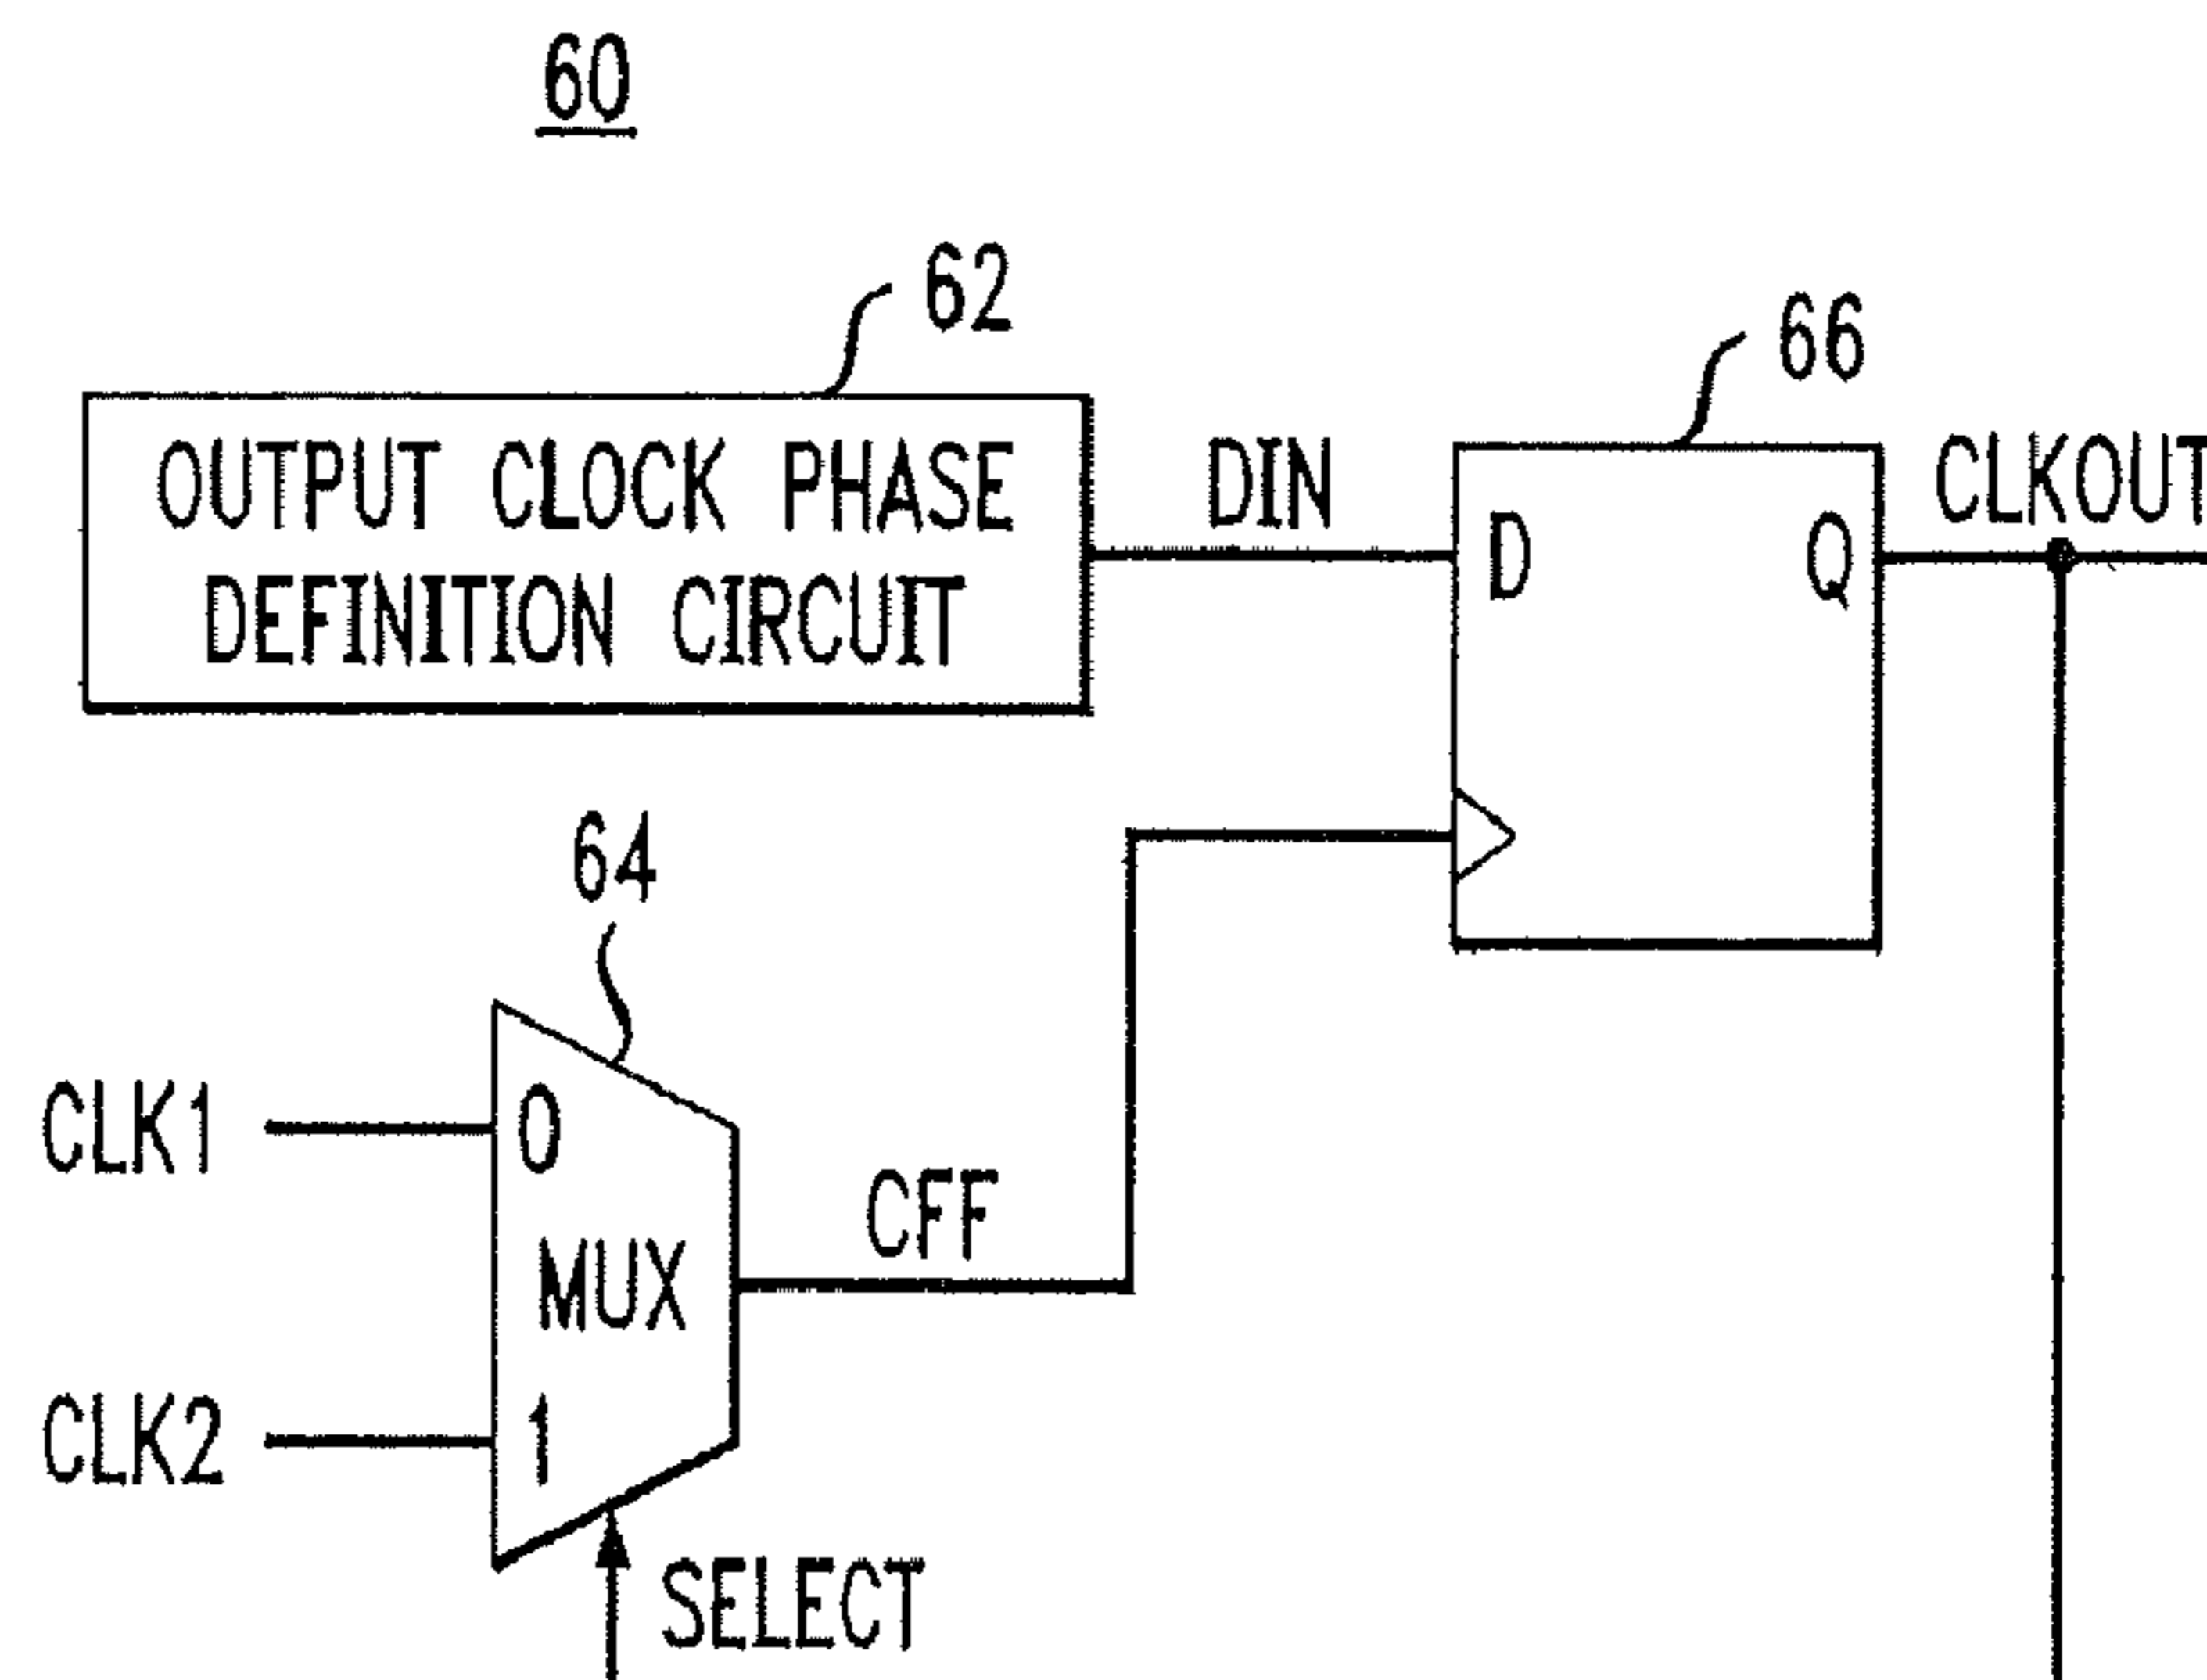 60
62
66
OUTPUT CLOCK PHASE
DEFINITION CIRCUIT
DIN
D
Q
CLKOUT
64
CLK1
0
MUX
CFF
CLK2
1
SELECT